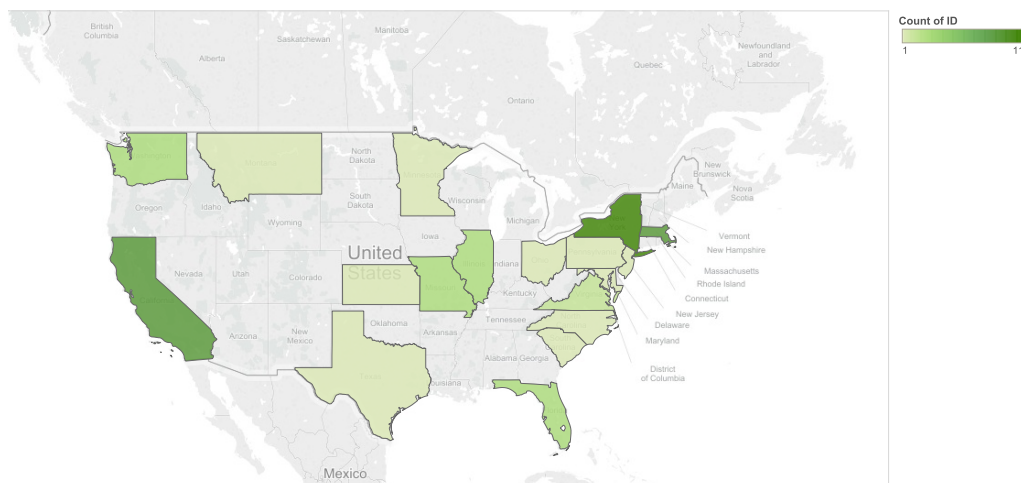 Count of ID
1
11
British
Columbia
Alberta
Saskatchewan
Manitoba
Ontario
Quebec
Newfoundland
and
Labrador
New
Brunswick
Nova
Scotia
Maine
North
Dakota
South
Dakota
Oregon
Idaho
Wyoming
Wisconsin
Michigan
Iowa
United
States
Nevada
Utah
Colorado
Indiana
Kentucky
Tennessee
Arizona
New
Mexico
Oklahoma
Arkansas
Alabama
Georgia
ouisiana
Vermont
New Hampshire
Massachusetts
Rhode Island
Connecticut
New Jersey
Delaware
Maryland
District
of Columbia
Mexico